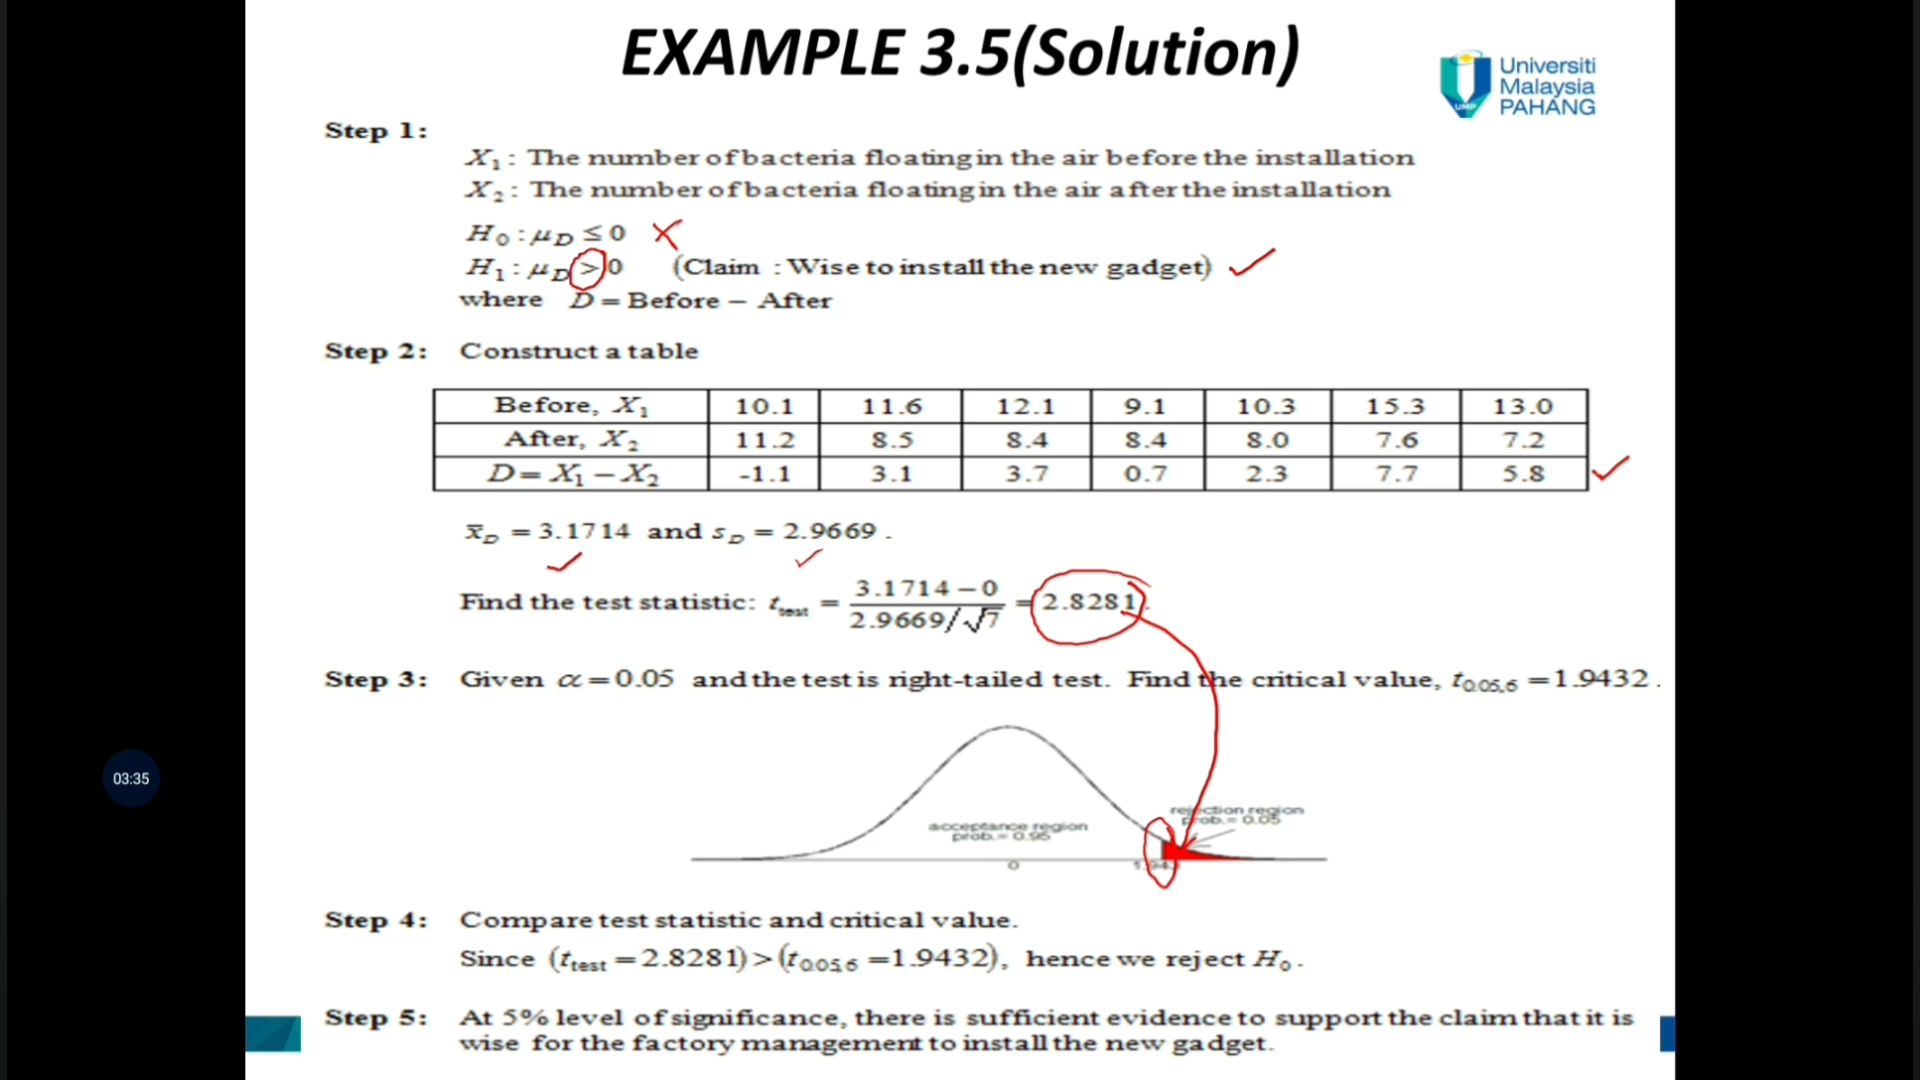 EXAMPLE 3.5(Solution)
Universiti
Malaysia
PAHANG
UMP
Step 1:
X₁ : The number of bacteria floating in the air before the installation
X₂ : The number of bacteria floating in the air after the installation
H₀ : μ_D ≤ 0
H₁ : μ_D > 0 (Claim : Wise to install the new gadget)
where D = Before − After
Step 2: Construct a table
Before, X₁ 10.1 11.6 12.1 9.1 10.3 15.3 13.0
After, X₂ 11.2 8.5 8.4 8.4 8.0 7.6 7.2
D = X₁ − X₂ -1.1 3.1 3.7 0.7 2.3 7.7 5.8
x̄_D = 3.1714 and s_D = 2.9669 .
Find the test statistic: t_test = (3.1714 − 0) / (2.9669/√7) = 2.8281.
Step 3: Given α = 0.05 and the test is right-tailed test. Find the critical value, t_0.05,6 = 1.9432 .
rejection region
prob. = 0.05
acceptance region
prob. = 0.95
0
03:35
Step 4: Compare test statistic and critical value.
Since (t_test = 2.8281) > (t_0.05,6 = 1.9432), hence we reject H₀ .
Step 5: At 5% level of significance, there is sufficient evidence to support the claim that it is
wise for the factory management to install the new gadget.